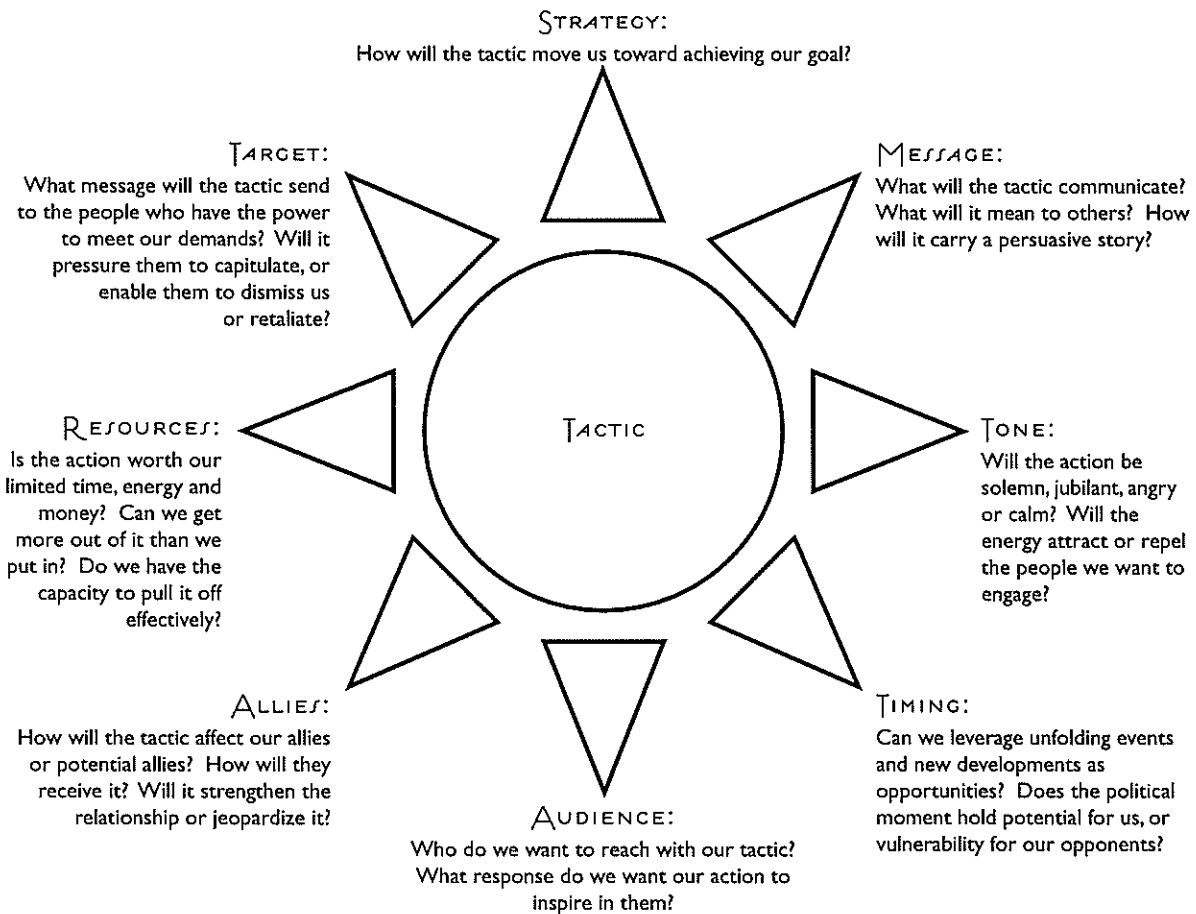 STRATEGY:
How will the tactic move us toward achieving our goal?
MESSAGE:
What will the tactic communicate?
What will it mean to others? How
will it carry a persuasive story?
TONE:
Will the action be
solemn, jubilant, angry
or calm? Will the
energy attract or repel
the people we want to
engage?
TIMING:
Can we leverage unfolding events
and new developments as
opportunities? Does the political
moment hold potential for us, or
vulnerability for our opponents?
AUDIENCE:
Who do we want to reach with our tactic?
What response do we want our action to
inspire in them?
ALLIES:
How will the tactic affect our allies
or potential allies? How will they
receive it? Will it strengthen the
relationship or jeopardize it?
RESOURCES:
Is the action worth our
limited time, energy and
money? Can we get
more out of it than we
put in? Do we have the
capacity to pull it off
effectively?
TARGET:
What message will the tactic send
to the people who have the power
to meet our demands? Will it
pressure them to capitulate, or
enable them to dismiss us
or retaliate?
TACTIC